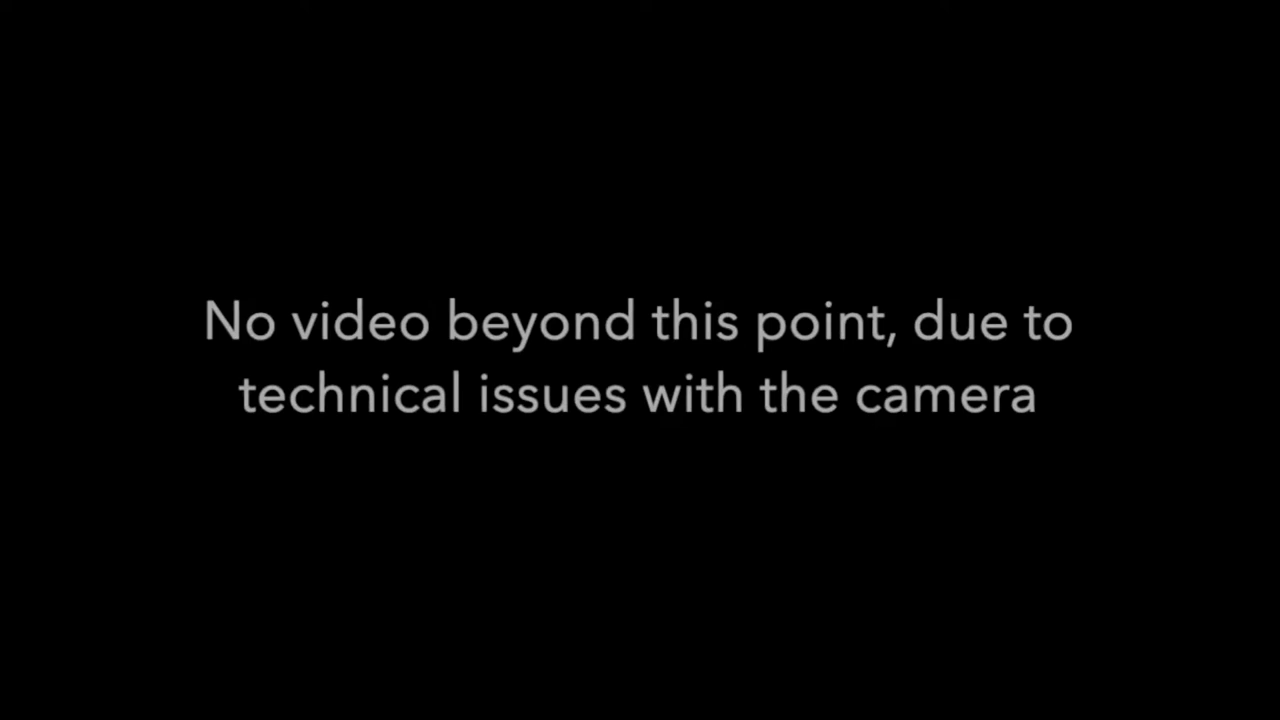 No video beyond this point, due to
technical issues with the camera